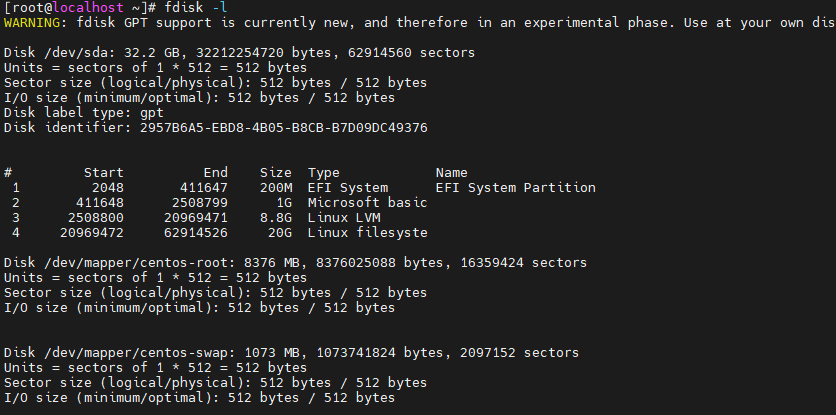 [root@localhost ~]# fdisk -l
WARNING: fdisk GPT support is currently new, and therefore in an experimental phase. Use at your own dis
Disk /dev/sda: 32.2 GB, 32212254720 bytes, 62914560 sectors
Units = sectors of 1 * 512 = 512 bytes
Sector size (logical/physical): 512 bytes / 512 bytes
I/O size (minimum/optimal): 512 bytes / 512 bytes
Disk label type: gpt
Disk identifier: 2957B6A5-EBD8-4B05-B8CB-B7D09DC49376
#         Start          End    Size  Type            Name
 1         2048       411647    200M  EFI System      EFI System Partition
 2       411648      2508799      1G  Microsoft basic
 3      2508800     20969471    8.8G  Linux LVM
 4     20969472     62914526     20G  Linux filesyste
Disk /dev/mapper/centos-root: 8376 MB, 8376025088 bytes, 16359424 sectors
Units = sectors of 1 * 512 = 512 bytes
Sector size (logical/physical): 512 bytes / 512 bytes
I/O size (minimum/optimal): 512 bytes / 512 bytes
Disk /dev/mapper/centos-swap: 1073 MB, 1073741824 bytes, 2097152 sectors
Units = sectors of 1 * 512 = 512 bytes
Sector size (logical/physical): 512 bytes / 512 bytes
I/O size (minimum/optimal): 512 bytes / 512 bytes